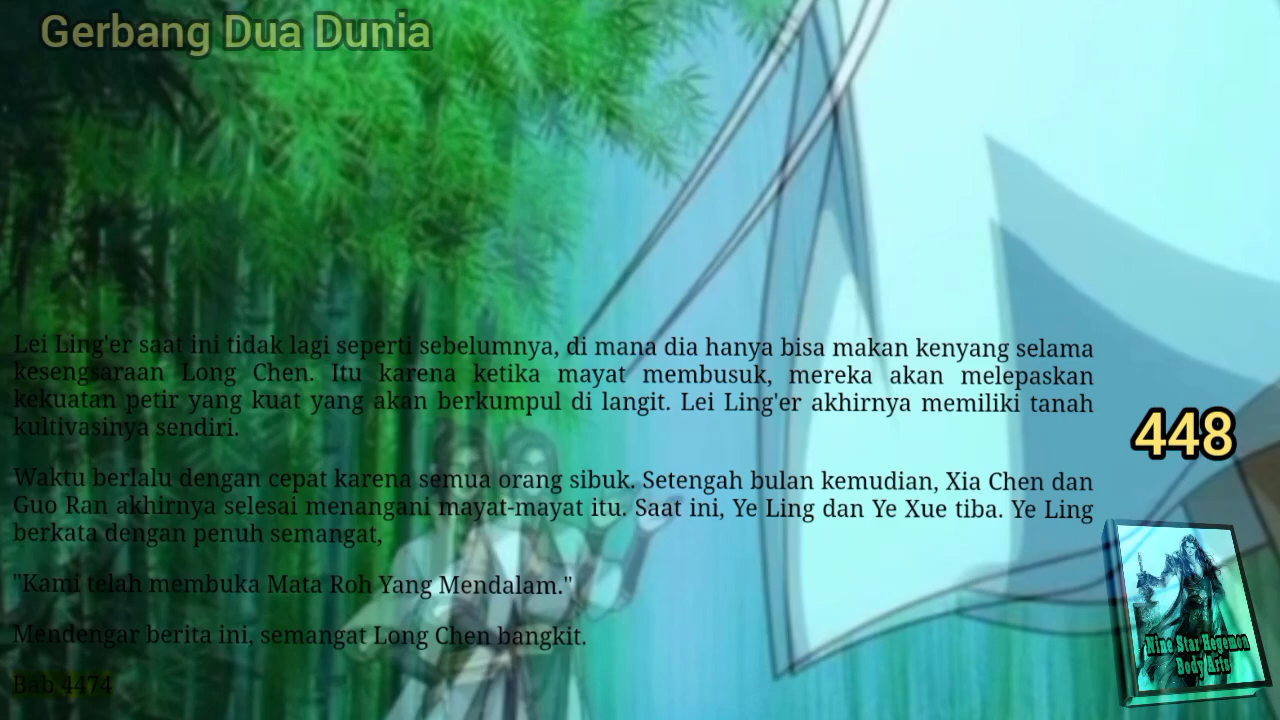 Gerbang Dua Dunia
Lei Ling'er saat ini tidak lagi seperti sebelumnya, di mana dia hanya bisa makan kenyang selama
kesengsaraan Long Chen. Itu karena ketika mayat membusuk, mereka akan melepaskan
kekuatan petir yang kuat yang akan berkumpul di langit. Lei Ling'er akhirnya memiliki tanah
kultivasinya sendiri.
Waktu berlalu dengan cepat karena semua orang sibuk. Setengah bulan kemudian, Xia Chen dan
Guo Ran akhirnya selesai menangani mayat-mayat itu. Saat ini, Ye Ling dan Ye Xue tiba. Ye Ling
berkata dengan penuh semangat,
"Kami telah membuka Mata Roh Yang Mendalam."
Mendengar berita ini, semangat Long Chen bangkit.
Bab 4474
448
Nine Star Hegemon
Body Arts